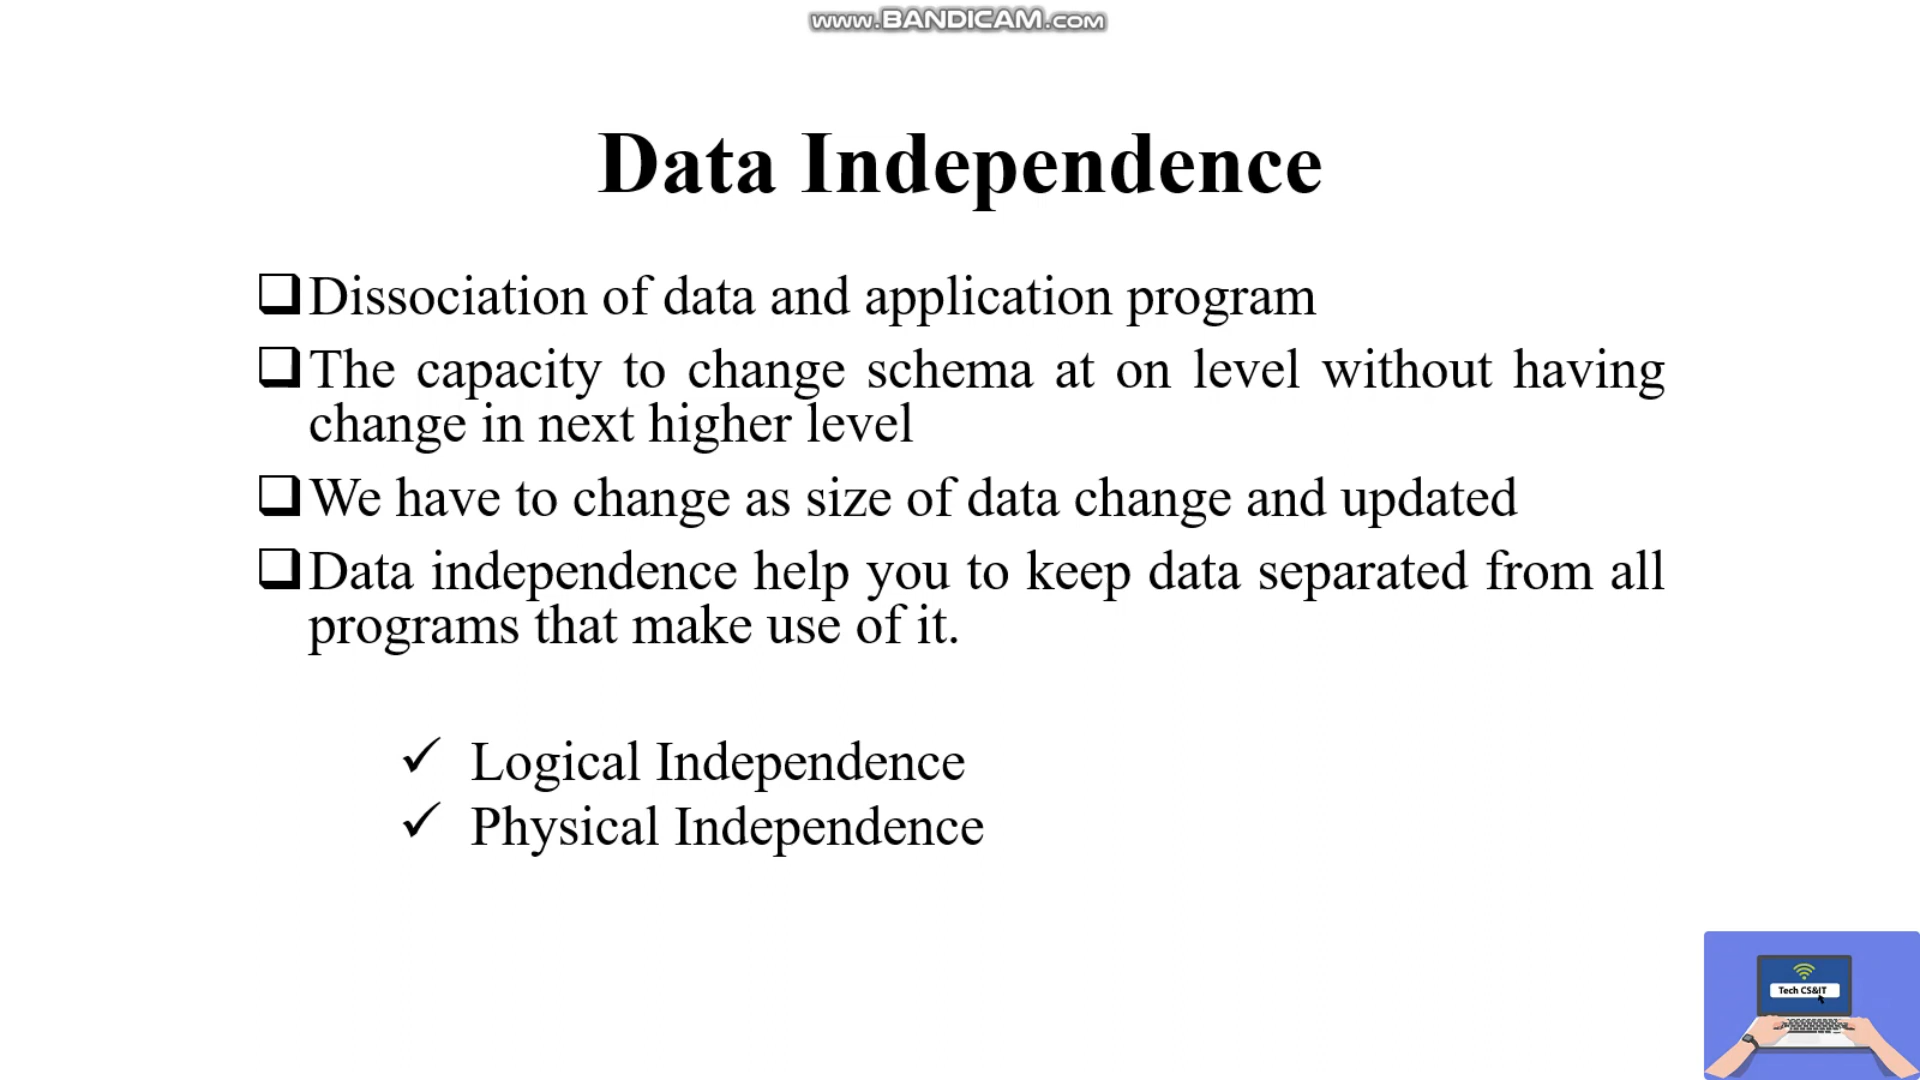 www.BANDICAM.com
Data Independence
Dissociation of data and application program
The capacity to change schema at on level without having
change in next higher level
We have to change as size of data change and updated
Data independence help you to keep data separated from all
programs that make use of it.
Logical Independence
Physical Independence
Tech CS&IT